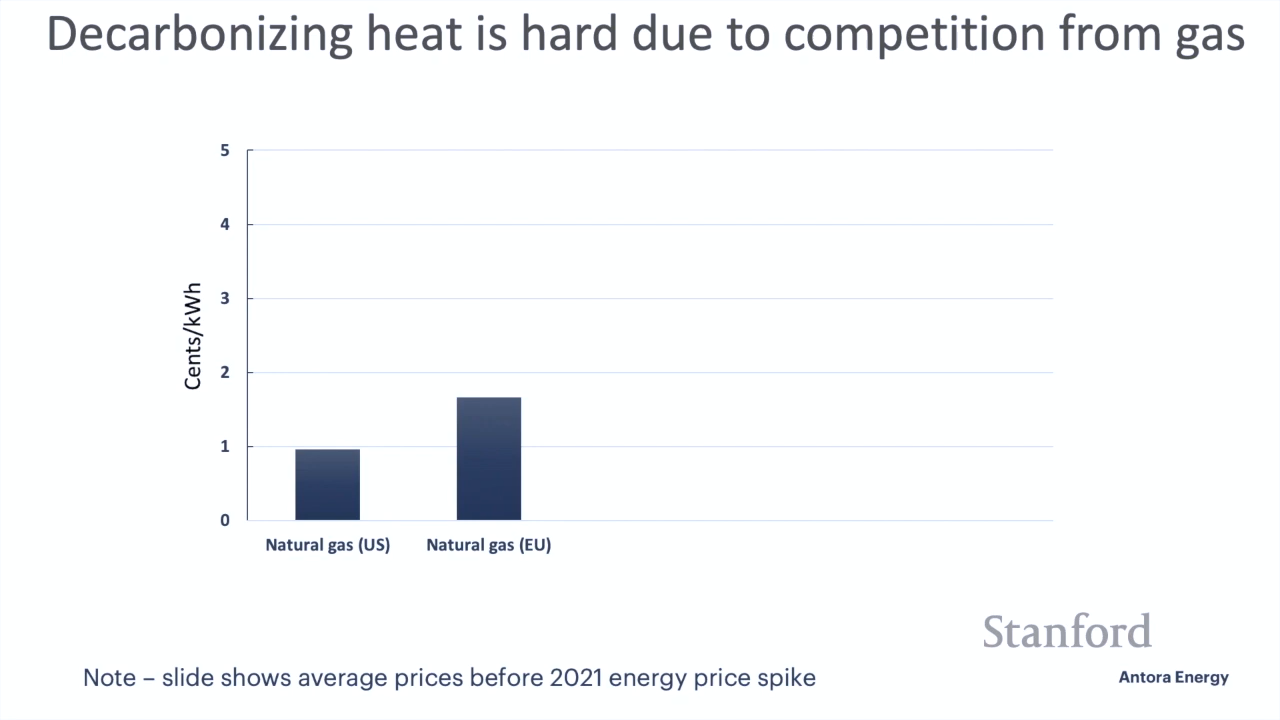 Decarbonizing heat is hard due to competition from gas
5
4
3
2
1
0
Cents/kWh
Natural gas (US)
Natural gas (EU)
Stanford
Note – slide shows average prices before 2021 energy price spike
Antora Energy